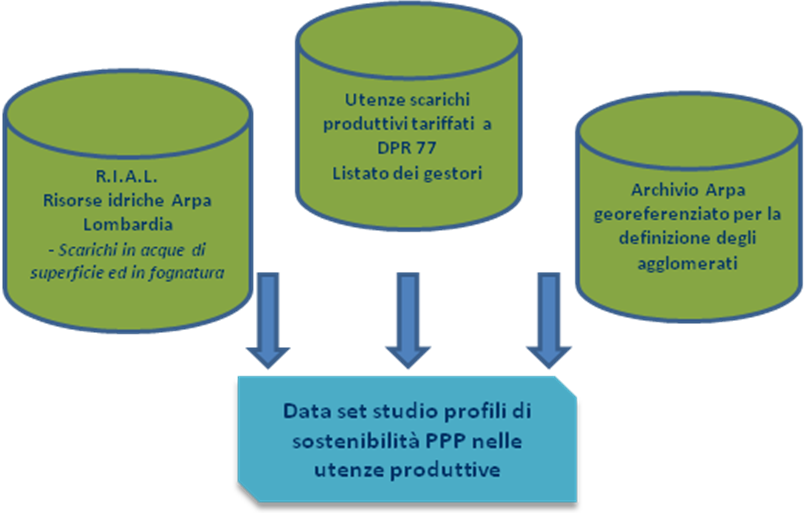 R.I.A.L.
Risorse idriche Arpa
Lombardia
- Scarichi in acque di
superficie ed in fognatura
Utenze scarichi
produttivi tariffati a
DPR 77
Listato dei gestori
Archivio Arpa
georeferenziato per la
definizione degli
agglomerati
Data set studio profili di
sostenibilità PPP nelle
utenze produttive